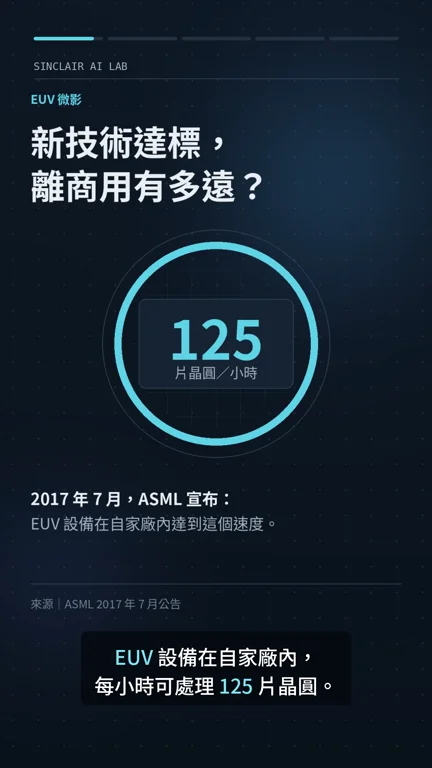 SINCLAIR AI LAB
EUV 微影
新技術達標，
離商用有多遠？
125
片晶圓／小時
2017 年 7 月，ASML 宣布：
EUV 設備在自家廠內達到這個速度。
來源｜ASML 2017 年 7 月公告
EUV 設備在自家廠內，
每小時可處理 125 片晶圓。